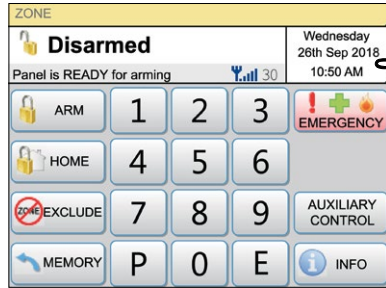 ZONE
Disarmed
Wednesday
26th Sep 2018
Panel is READY for arming
30
10:50 AM
ARM
1
2
3
EMERGENCY
HOME
4
5
6
ZONE
EXCLUDE
7
8
9
AUXILIARY
CONTROL
MEMORY
P
0
E
INFO